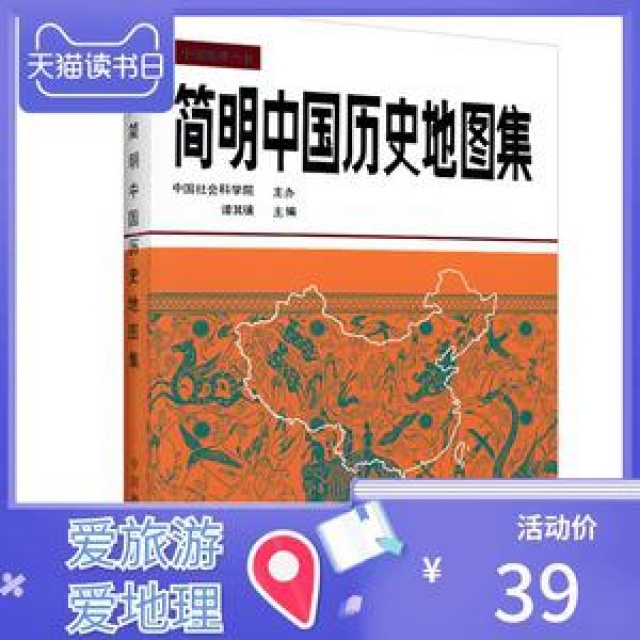 天猫读书日
简明中国历史地图集
中国社会科学院 主办
谭其骧 主编
简明中国历史地图集
爱旅游
爱地理
活动价
¥ 39